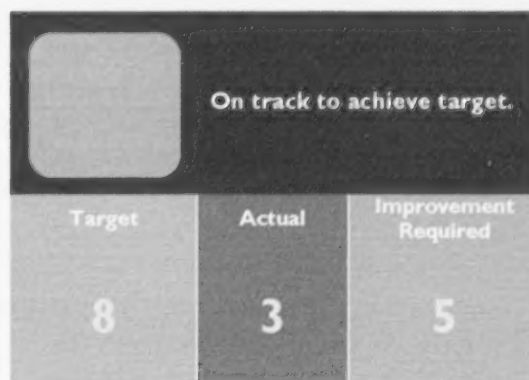 On track to achieve target.
Target
Actual
Improvement
Required
8
3
5